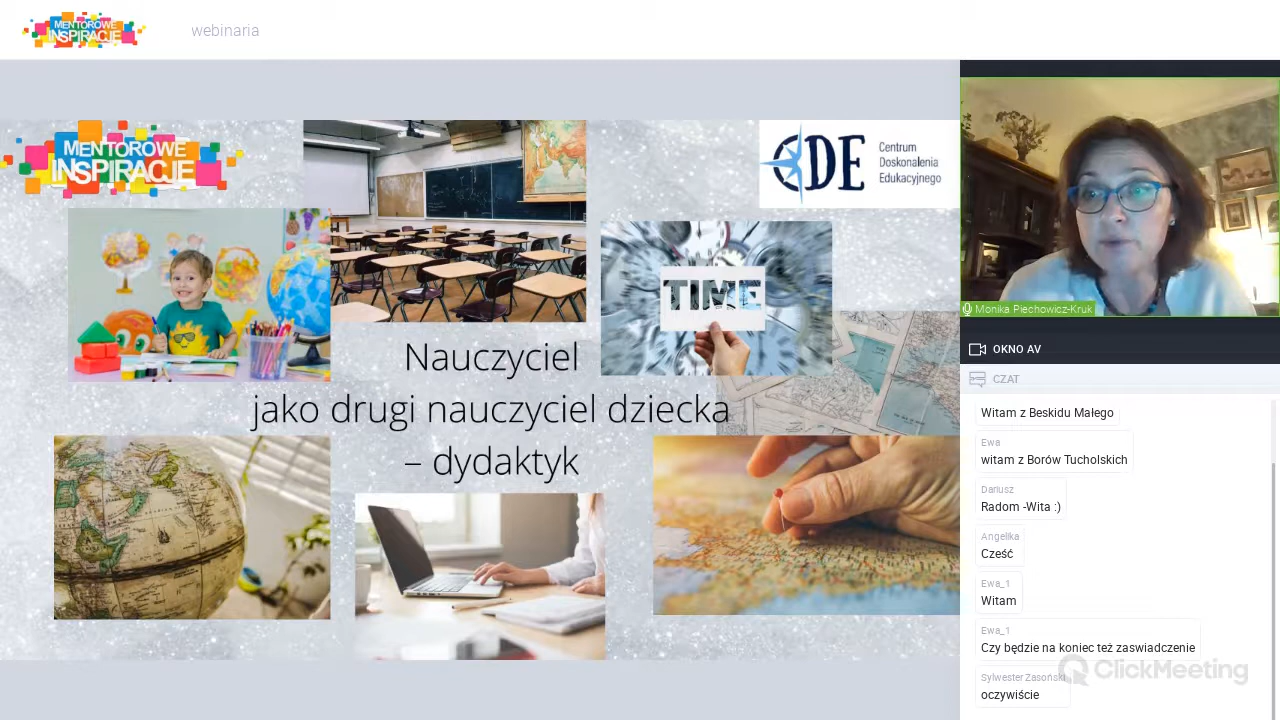 MENTOROWE
INSPIRACJE
webinaria
MENTOROWE
INSPIRACJE
ODE
Centrum
Doskonalenia
Edukacyjnego
TIME
Nauczyciel
jako drugi nauczyciel dziecka
– dydaktyk
Monika Piechowicz-Kruk
OKNO AV
CZAT
Witam z Beskidu Małego
Ewa
witam z Borów Tucholskich
Dariusz
Radom -Wita :)
Angelika
Cześć
Ewa_1
Witam
Ewa_1
Czy będzie na koniec też zaswiadczenie
Sylwester Zasoński
oczywiście
ClickMeeting